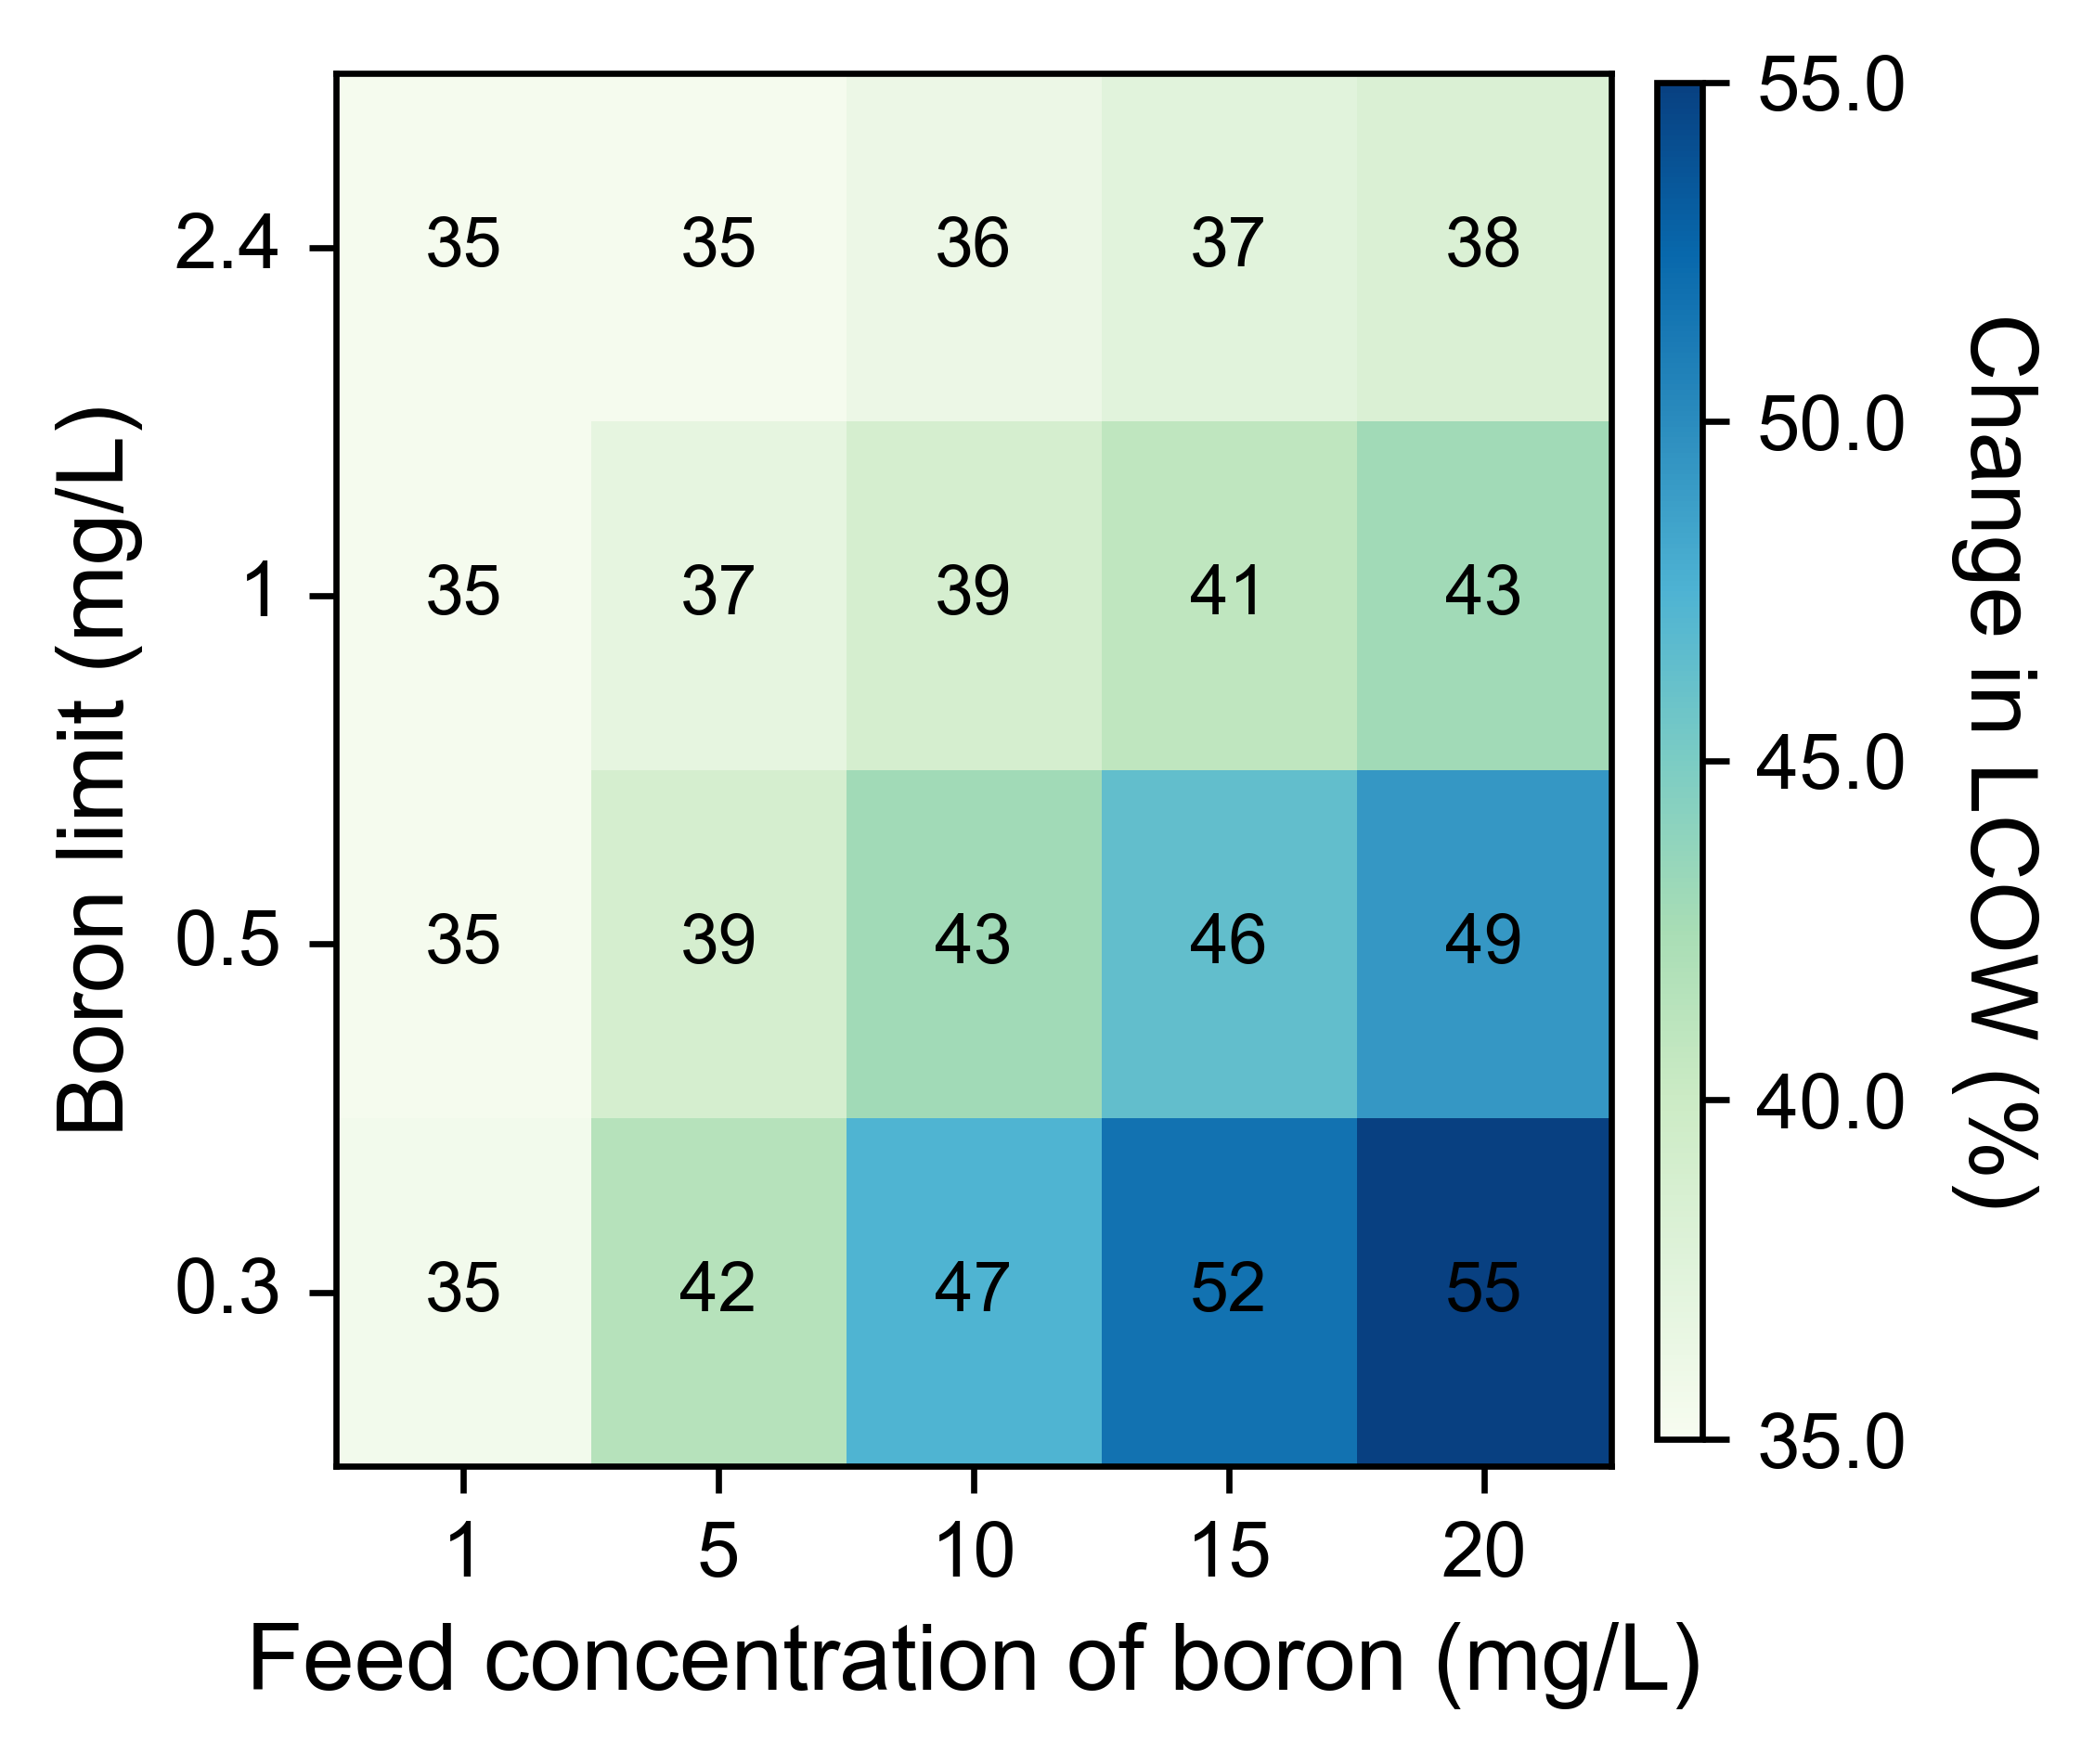 55.0
2.4 35 35 36 37 38
50.0
1 35 37 39 41 43
45.0
0.5 35 39 43 46 49
40.0
0.3 35 42 47 52 55
35.0
1 5 10 15 20
Feed concentration of boron (mg/L)
Boron limit (mg/L)
Change in LCOW (%)